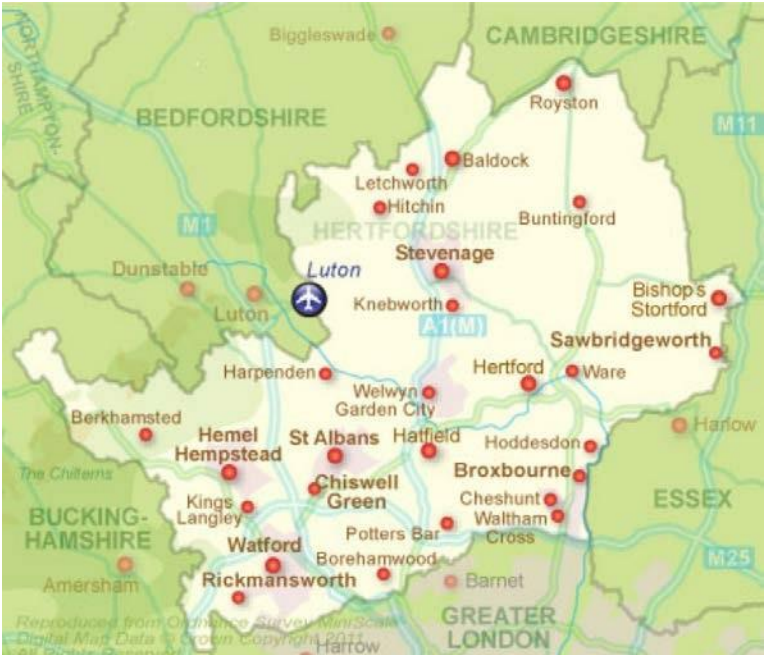 Biggleswade
CAMBRIDGESHIRE
NORTHAMPTON-
SHIRE
Royston
BEDFORDSHIRE
M11
Baldock
Letchworth
Hitchin
Buntingford
HERTFORDSHIRE
M1
Stevenage
Dunstable
Luton
Bishop's
Stortford
Luton
Knebworth
A1(M)
Sawbridgeworth
Harpenden
Hertford
Ware
Welwyn
Garden City
Berkhamsted
Hemel
Hempstead
St Albans
Hatfield
Hoddesdon
Harlow
The Chilterns
Broxbourne
Chiswell
Green
Kings
Langley
Cheshunt
Waltham
Cross
ESSEX
BUCKING-
HAMSHIRE
Potters Bar
Watford
Borehamwood
M25
Amersham
Rickmansworth
Barnet
GREATER
LONDON
Reproduced from Ordnance Survey MiniScale
Digital Map Data © Crown Copyright 2011
All Rights Reserved
Harrow